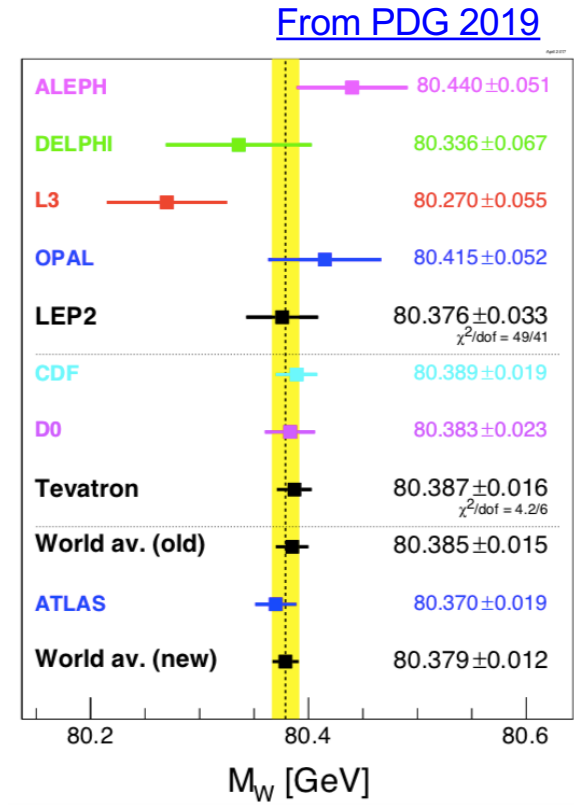 From PDG 2019
April 2017
ALEPH 80.440±0.051
DELPHI 80.336±0.067
L3 80.270±0.055
OPAL 80.415±0.052
LEP2 80.376±0.033
χ²/dof = 49/41
CDF 80.389±0.019
D0 80.383±0.023
Tevatron 80.387±0.016
χ²/dof = 4.2/6
World av. (old) 80.385±0.015
ATLAS 80.370±0.019
World av. (new) 80.379±0.012
80.2 80.4 80.6
M_W [GeV]